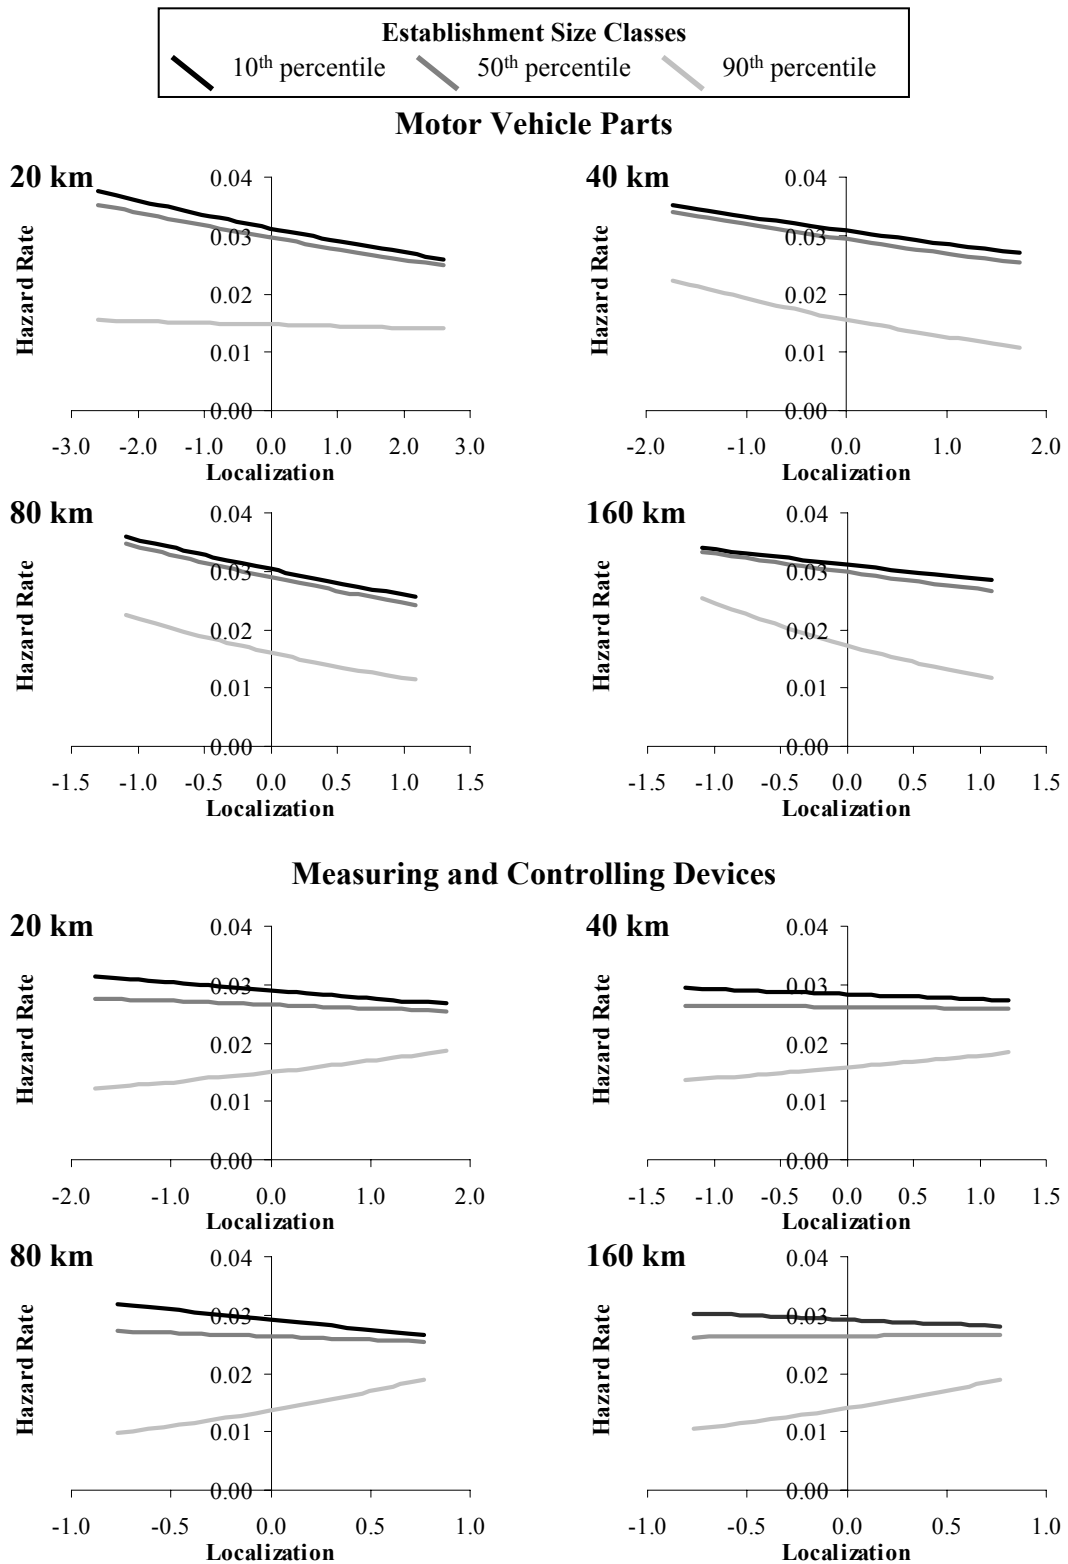 Establishment Size Classes
10th percentile 50th percentile 90th percentile
Motor Vehicle Parts
20 km
Hazard Rate
0.04
0.03
0.02
0.01
0.00
-3.0 -2.0 -1.0 0.0 1.0 2.0 3.0
Localization
40 km
Hazard Rate
0.04
0.03
0.02
0.01
0.00
-2.0 -1.0 0.0 1.0 2.0
Localization
80 km
Hazard Rate
0.04
0.03
0.02
0.01
0.00
-1.5 -1.0 -0.5 0.0 0.5 1.0 1.5
Localization
160 km
Hazard Rate
0.04
0.03
0.02
0.01
0.00
-1.5 -1.0 -0.5 0.0 0.5 1.0 1.5
Localization
Measuring and Controlling Devices
20 km
Hazard Rate
0.04
0.03
0.02
0.01
0.00
-2.0 -1.0 0.0 1.0 2.0
Localization
40 km
Hazard Rate
0.04
0.03
0.02
0.01
0.00
-1.5 -1.0 -0.5 0.0 0.5 1.0 1.5
Localization
80 km
Hazard Rate
0.04
0.03
0.02
0.01
0.00
-1.0 -0.5 0.0 0.5 1.0
Localization
160 km
Hazard Rate
0.04
0.03
0.02
0.01
0.00
-1.0 -0.5 0.0 0.5 1.0
Localization